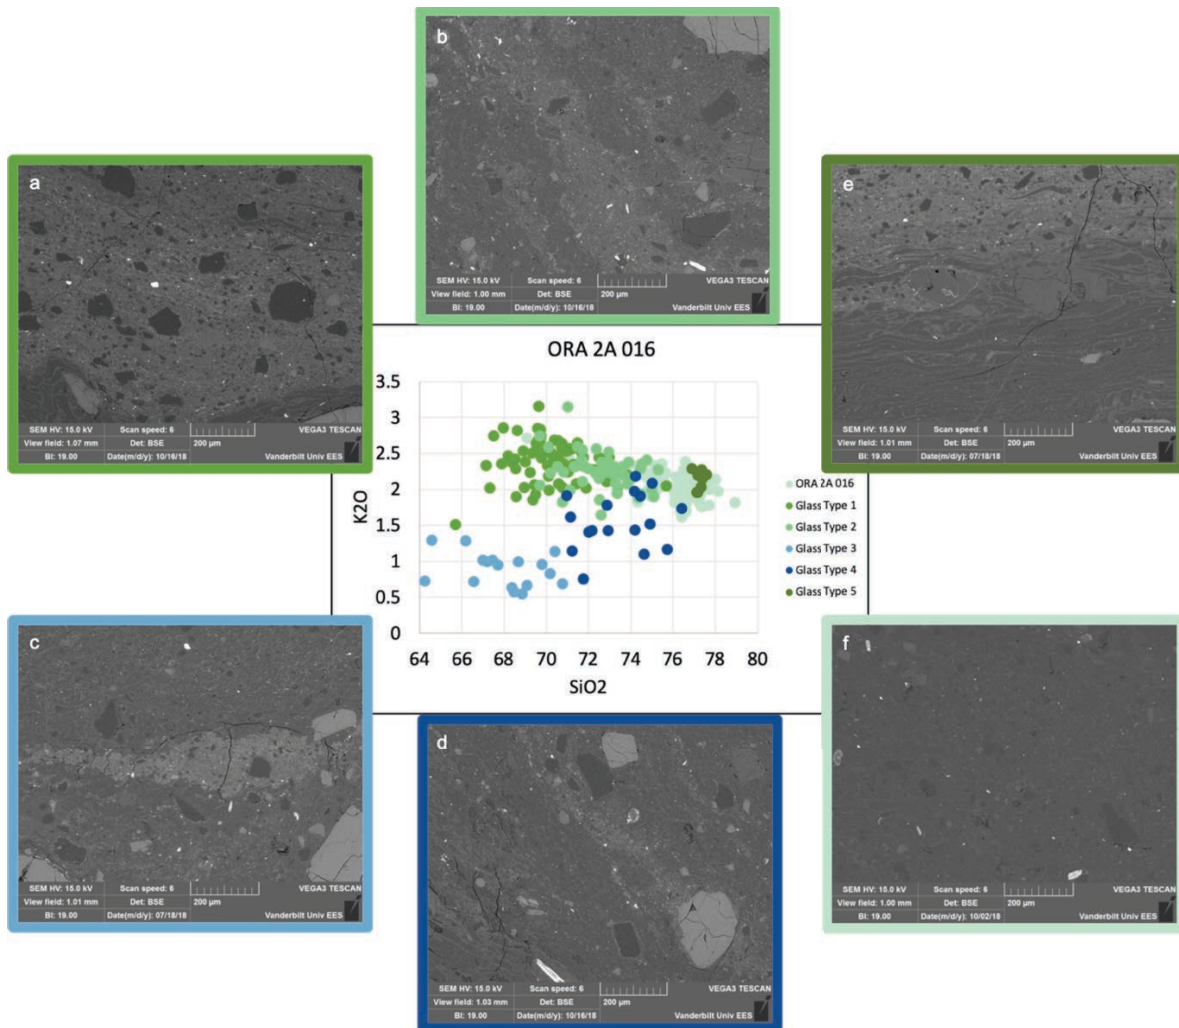 b
SEM HV: 15.0 kV Scan speed: 6 VEGA3 TESCAN
View field: 1.00 mm Det: BSE 200 µm
BI: 19.00 Date(m/d/y): 10/16/18 Vanderbilt Univ EES
a
SEM HV: 15.0 kV Scan speed: 6 VEGA3 TESCAN
View field: 1.07 mm Det: BSE 200 µm
BI: 19.00 Date(m/d/y): 10/16/18 Vanderbilt Univ EES
e
SEM HV: 15.0 kV Scan speed: 6 VEGA3 TESCAN
View field: 1.01 mm Det: BSE 200 µm
BI: 19.00 Date(m/d/y): 07/18/18 Vanderbilt Univ EES
ORA 2A 016
3.5
3
2.5
2
1.5
1
0.5
0
K2O
64 66 68 70 72 74 76 78 80
SiO2
ORA 2A 016
Glass Type 1
Glass Type 2
Glass Type 3
Glass Type 4
Glass Type 5
c
SEM HV: 15.0 kV Scan speed: 6 VEGA3 TESCAN
View field: 1.01 mm Det: BSE 200 µm
BI: 19.00 Date(m/d/y): 07/18/18 Vanderbilt Univ EES
d
SEM HV: 15.0 kV Scan speed: 6 VEGA3 TESCAN
View field: 1.03 mm Det: BSE 200 µm
BI: 19.00 Date(m/d/y): 10/16/18 Vanderbilt Univ EES
f
SEM HV: 15.0 kV Scan speed: 6 VEGA3 TESCAN
View field: 1.00 mm Det: BSE 200 µm
BI: 19.00 Date(m/d/y): 10/02/18 Vanderbilt Univ EES